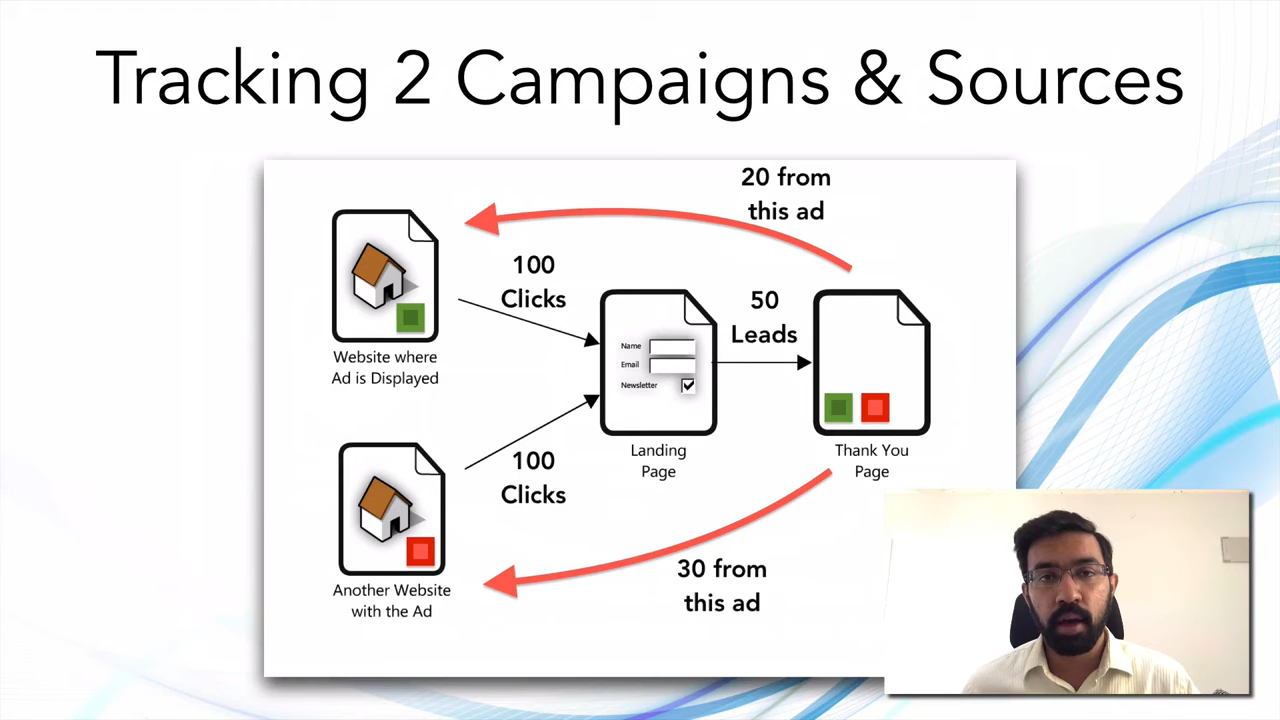 Tracking 2 Campaigns & Sources
20 from
this ad
100
Clicks
50
Leads
Name
Email
Newsletter
Website where
Ad is Displayed
Landing
Page
Thank You
Page
100
Clicks
30 from
this ad
Another Website
with the Ad